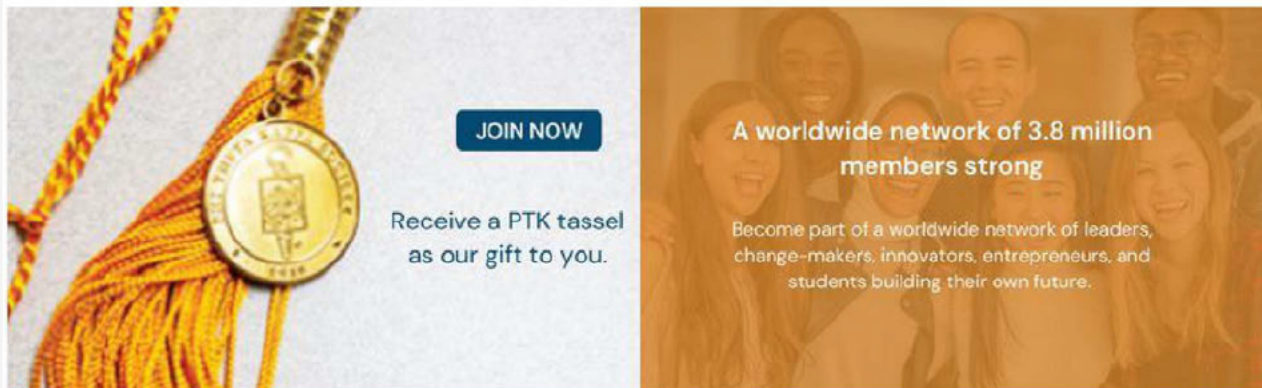 JOIN NOW
Receive a PTK tassel
as our gift to you.
A worldwide network of 3.8 million
members strong
Become part of a worldwide network of leaders,
change-makers, innovators, entrepreneurs, and
students building their own future.